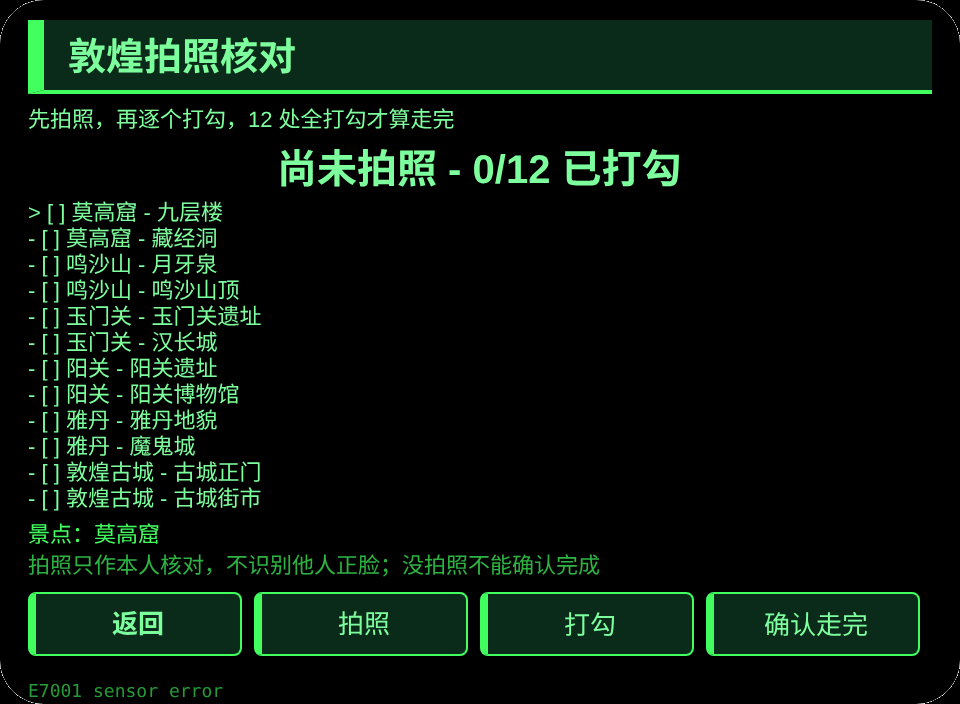 敦煌拍照核对
先拍照，再逐个打勾，12 处全打勾才算走完
尚未拍照 - 0/12 已打勾
> [ ] 莫高窟 - 九层楼
- [ ] 莫高窟 - 藏经洞
- [ ] 鸣沙山 - 月牙泉
- [ ] 鸣沙山 - 鸣沙山顶
- [ ] 玉门关 - 玉门关遗址
- [ ] 玉门关 - 汉长城
- [ ] 阳关 - 阳关遗址
- [ ] 阳关 - 阳关博物馆
- [ ] 雅丹 - 雅丹地貌
- [ ] 雅丹 - 魔鬼城
- [ ] 敦煌古城 - 古城正门
- [ ] 敦煌古城 - 古城街市
景点：莫高窟
拍照只作本人核对，不识别他人正脸；没拍照不能确认完成
返回
拍照
打勾
确认走完
E7001 sensor error